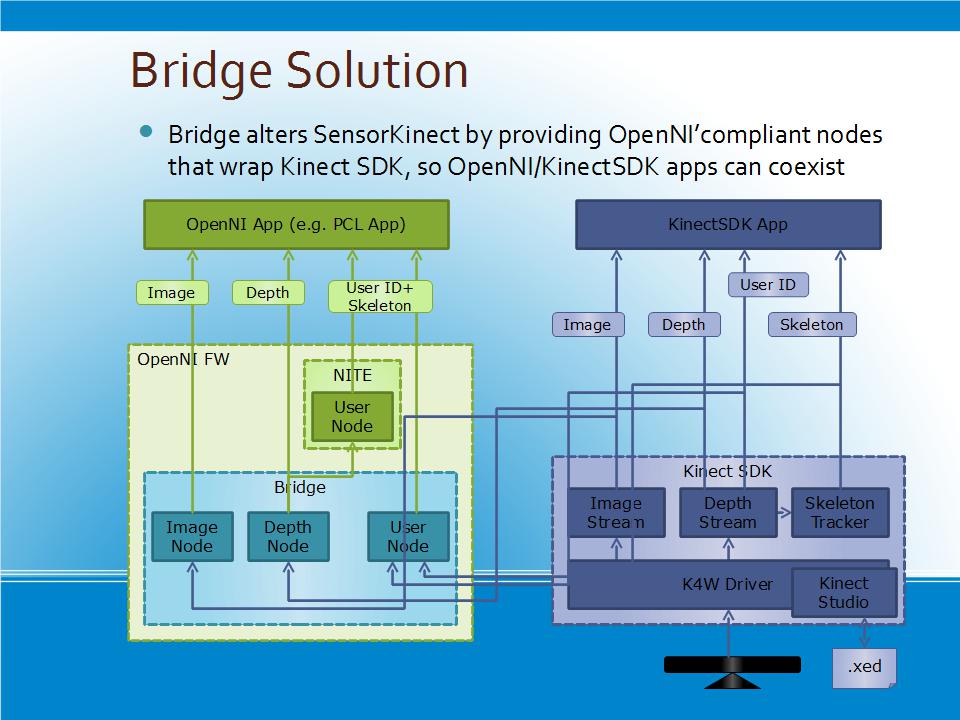 Bridge Solution
Bridge alters SensorKinect by providing OpenNI’compliant nodes
that wrap Kinect SDK, so OpenNI/KinectSDK apps can coexist
OpenNI App (e.g. PCL App)
KinectSDK App
Image
Depth
User ID+
Skeleton
User ID
Image
Depth
Skeleton
OpenNI FW
NITE
User
Node
Bridge
Image
Node
Depth
Node
User
Node
Kinect SDK
Image
Stream
Depth
Stream
Skeleton
Tracker
K4W Driver
Kinect
Studio
.xed